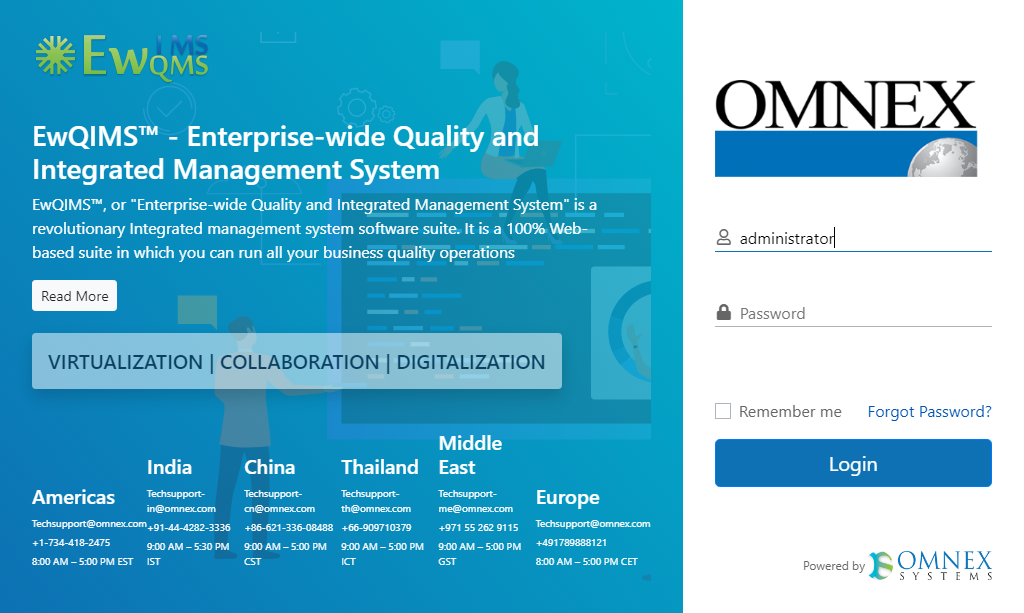 EwQMS
IMS
EwQIMS™ - Enterprise-wide Quality and
Integrated Management System
EwQIMS™, or "Enterprise-wide Quality and Integrated Management System" is a
revolutionary Integrated management system software suite. It is a 100% Web-
based suite in which you can run all your business quality operations
Read More
VIRTUALIZATION | COLLABORATION | DIGITALIZATION
Americas
Techsupport@omnex.com
+1-734-418-2475
8:00 AM – 5:00 PM EST
India
Techsupport-
in@omnex.com
+91-44-4282-3336
9:00 AM – 5:30 PM
IST
China
Techsupport-
cn@omnex.com
+86-621-336-08488
9:00 AM – 5:00 PM
CST
Thailand
Techsupport-
th@omnex.com
+66-909710379
9:00 AM – 5:00 PM
ICT
Middle
East
Techsupport-
me@omnex.com
+971 55 262 9115
9:00 AM – 5:00 PM
GST
Europe
Techsupport@omnex.com
+491789888121
8:00 AM – 5:00 PM CET
OMNEX
administrator
Password
Remember me
Forgot Password?
Login
Powered by
OMNEX
SYSTEMS